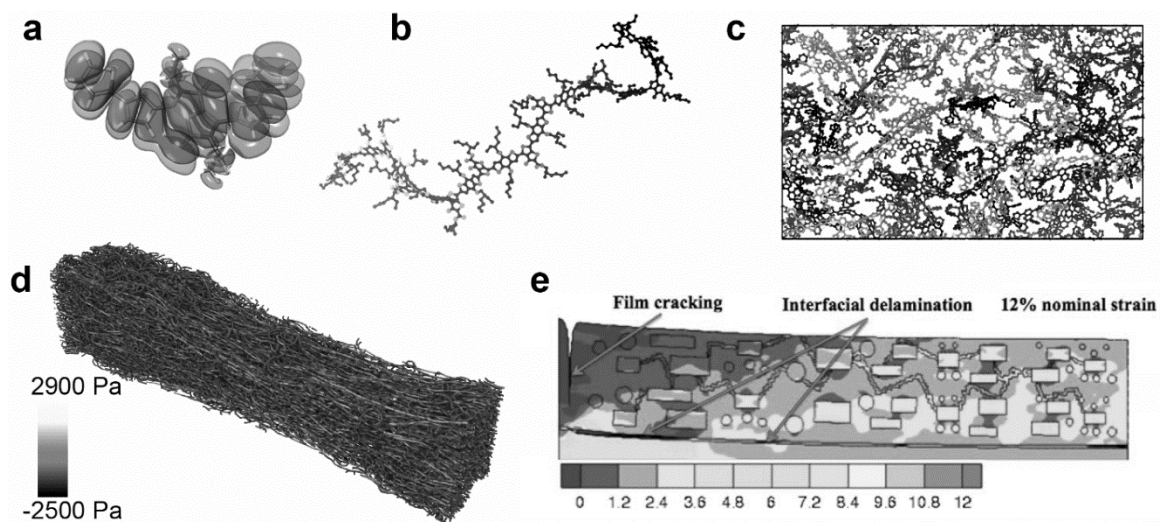 a
b
c
d
2900 Pa
-2500 Pa
e
Film cracking
Interfacial delamination
12% nominal strain
0 1.2 2.4 3.6 4.8 6 7.2 8.4 9.6 10.8 12